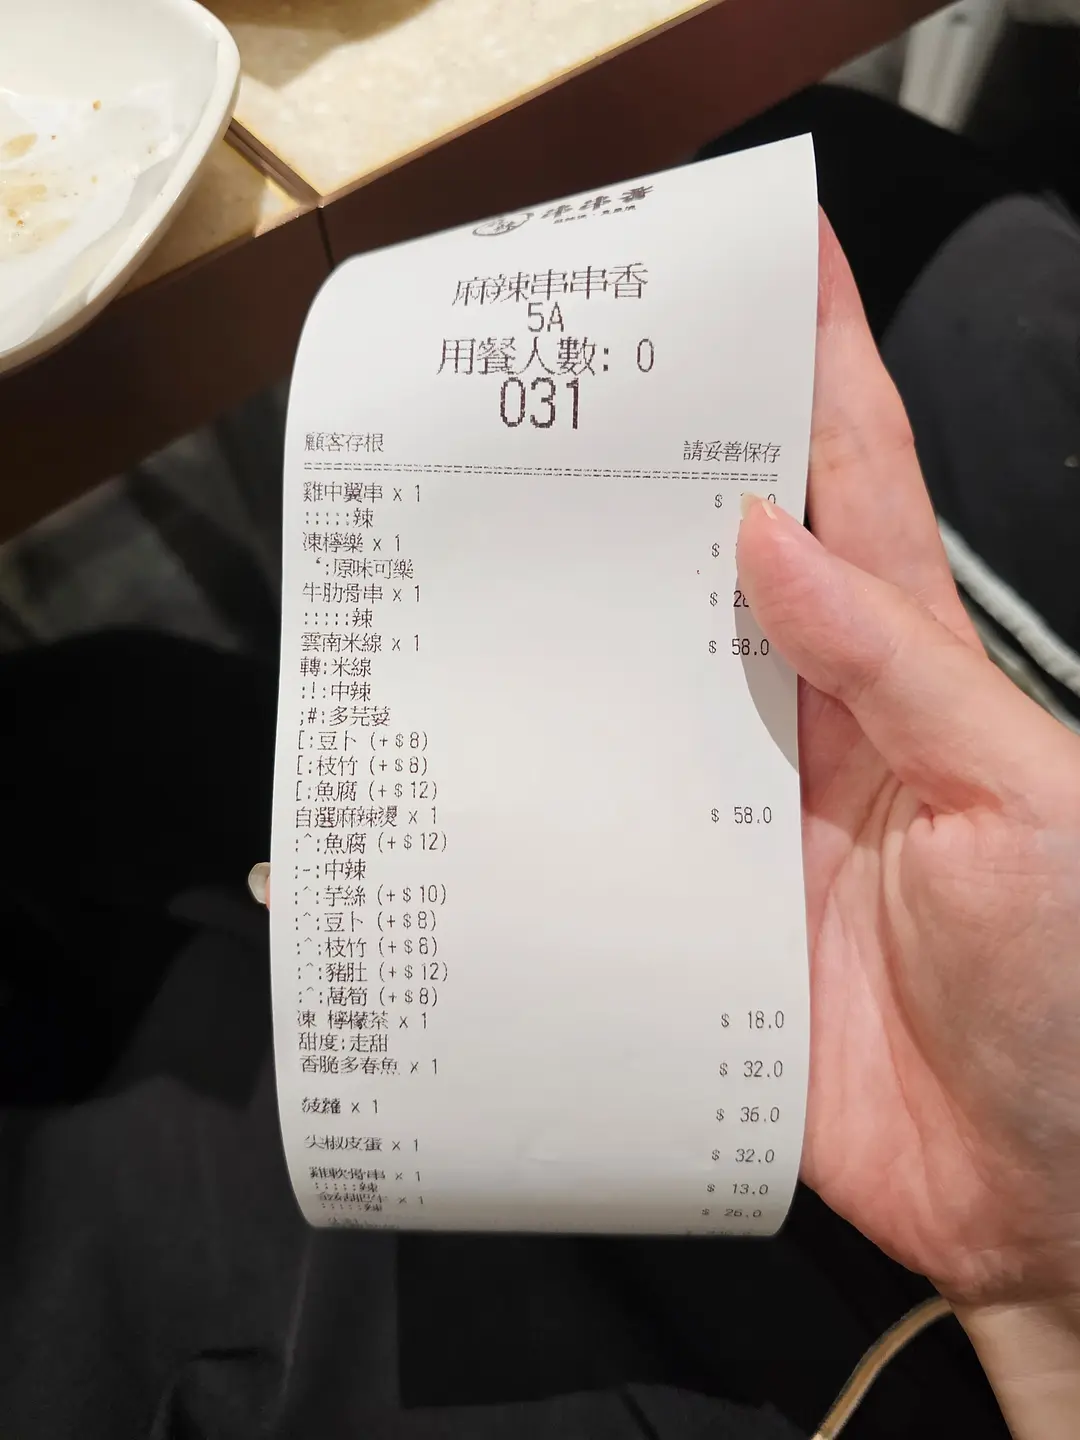 串串香
麻辣串串香
5A
用餐人數: 0
031
顧客存根 請妥善保存
雞中翼串 x 1 $
:::::辣
凍檸樂 x 1 $
:原味可樂
牛肋骨串 x 1 $
:::::辣
雲南米線 x 1 $ 58.0
轉:米線
:!:中辣
;#:多芫荽
[:豆卜 (+$8)
[:枝竹 (+$8)
[:魚腐 (+$12)
自選麻辣燙 x 1 $ 58.0
:^:魚腐 (+$12)
:-:中辣
:^:芋絲 (+$10)
:^:豆卜 (+$8)
:^:枝竹 (+$8)
:^:豬肚 (+$12)
:^:萵筍 (+$8)
凍 檸檬茶 x 1 $ 18.0
甜度:走甜
香脆多春魚 x 1 $ 32.0
菠蘿 x 1 $ 36.0
尖椒皮蛋 x 1 $ 32.0
雞軟骨串 x 1 $ 13.0
:::::辣
x 1 $ 26.0
:::::辣